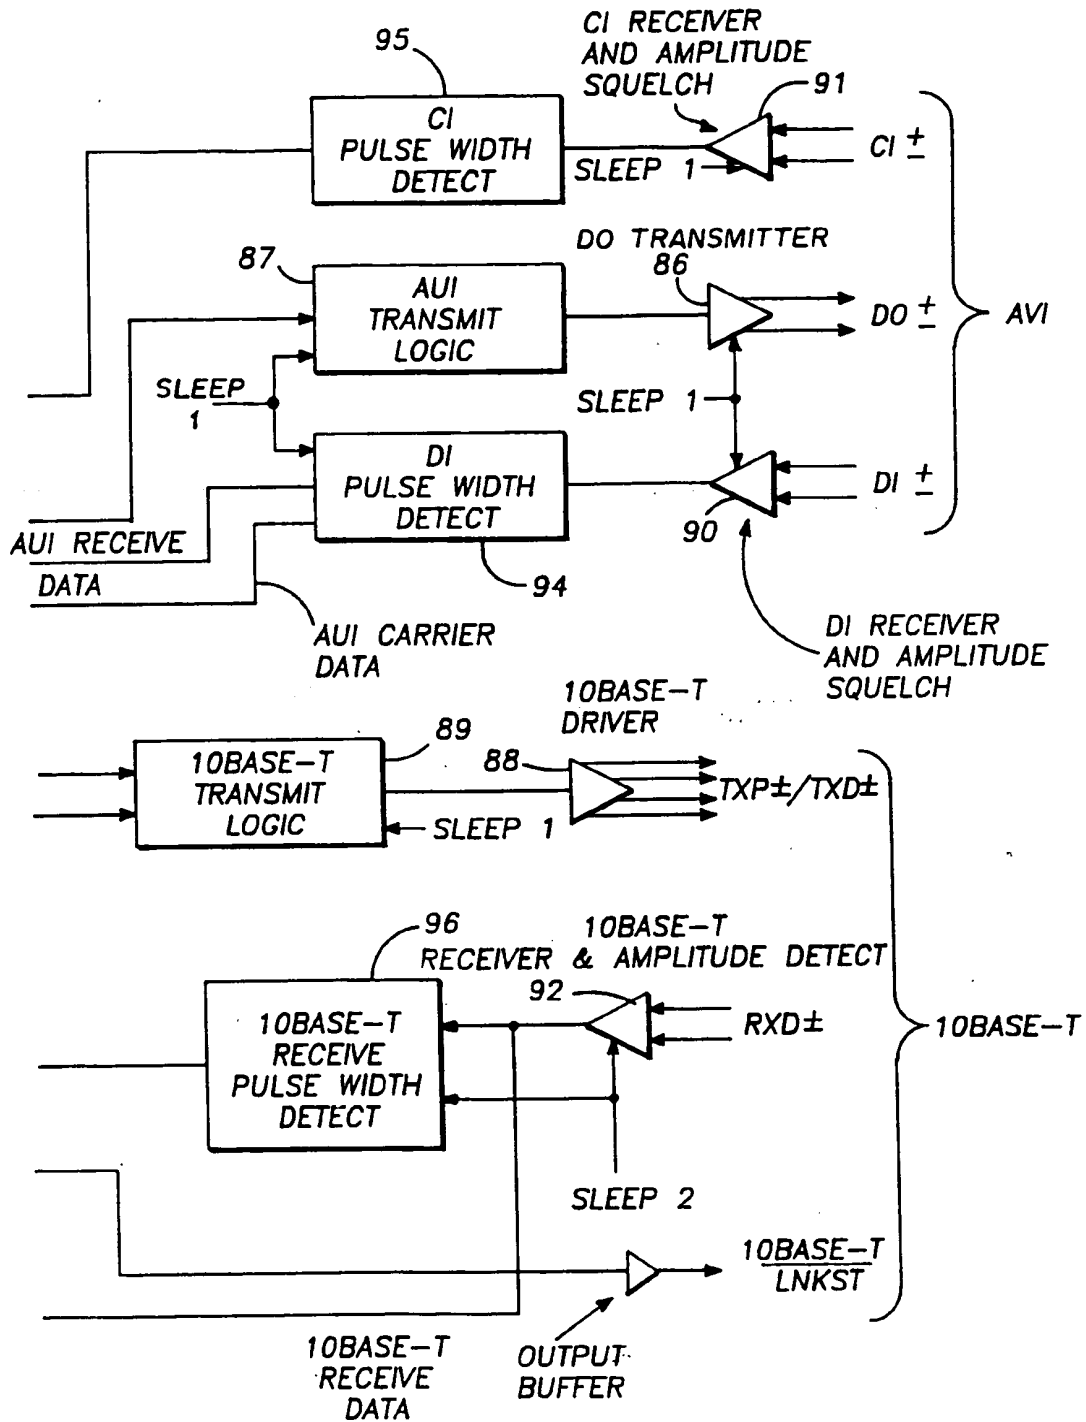 95
CI RECEIVER
AND AMPLITUDE
SQUELCH
91
CI
PULSE WIDTH
DETECT
SLEEP 1
CI ±
DO TRANSMITTER
87
86
AUI
TRANSMIT
LOGIC
DO ±
AVI
SLEEP
1
SLEEP 1
DI
PULSE WIDTH
DETECT
DI ±
90
AUI RECEIVE
DATA
94
AUI CARRIER
DATA
DI RECEIVER
AND AMPLITUDE
SQUELCH
10BASE-T
DRIVER
89
88
10BASE-T
TRANSMIT
LOGIC
TXP±/TXD±
SLEEP 1
96
10BASE-T
RECEIVER & AMPLITUDE DETECT
92
10BASE-T
RECEIVE
PULSE WIDTH
DETECT
RXD±
10BASE-T
SLEEP 2
10BASE-T
LNKST
10BASE-T
RECEIVE
DATA
OUTPUT
BUFFER